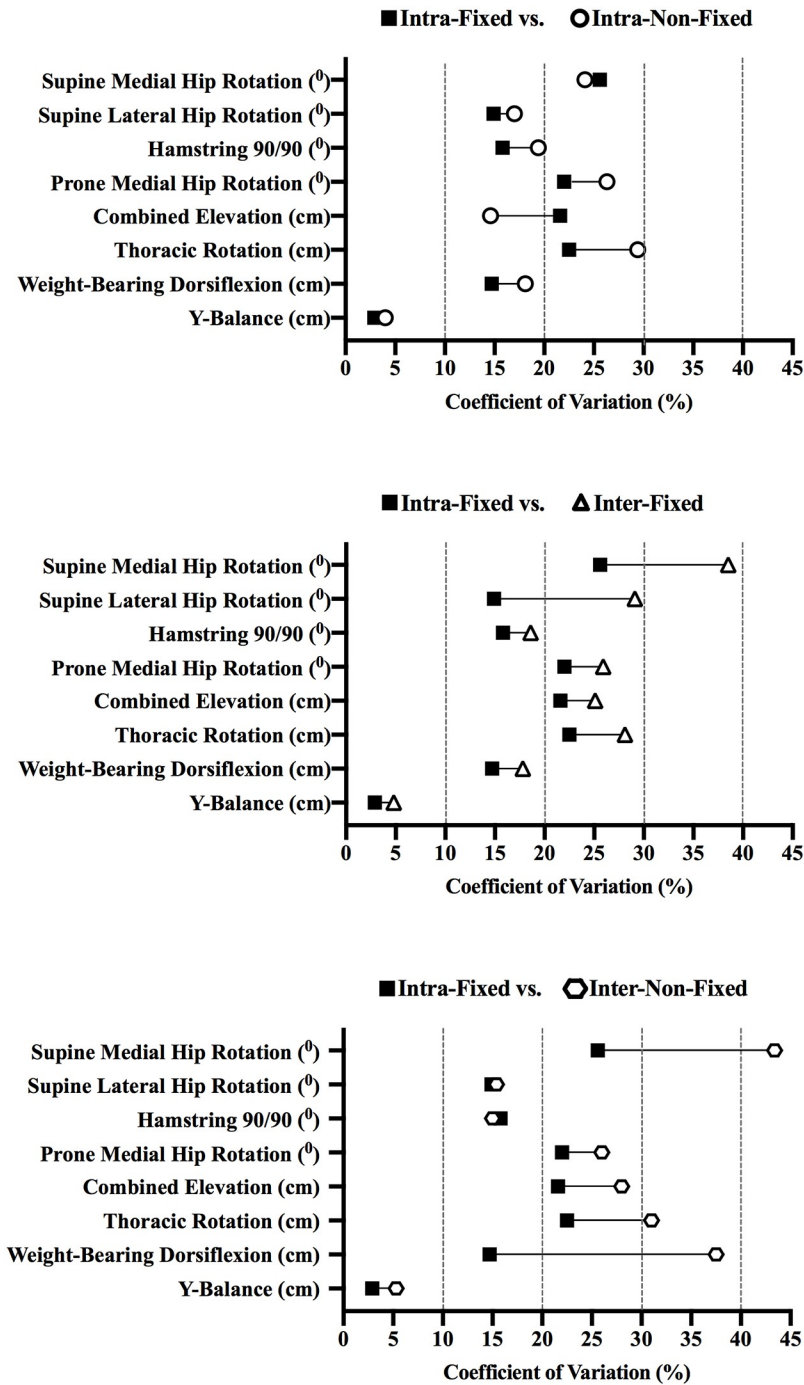 Intra-Fixed vs. Intra-Non-Fixed
Supine Medial Hip Rotation (⁰)
Supine Lateral Hip Rotation (⁰)
Hamstring 90/90 (⁰)
Prone Medial Hip Rotation (⁰)
Combined Elevation (cm)
Thoracic Rotation (cm)
Weight-Bearing Dorsiflexion (cm)
Y-Balance (cm)
0 5 10 15 20 25 30 35 40 45
Coefficient of Variation (%)
Intra-Fixed vs. Inter-Fixed
Supine Medial Hip Rotation (⁰)
Supine Lateral Hip Rotation (⁰)
Hamstring 90/90 (⁰)
Prone Medial Hip Rotation (⁰)
Combined Elevation (cm)
Thoracic Rotation (cm)
Weight-Bearing Dorsiflexion (cm)
Y-Balance (cm)
0 5 10 15 20 25 30 35 40 45
Coefficient of Variation (%)
Intra-Fixed vs. Inter-Non-Fixed
Supine Medial Hip Rotation (⁰)
Supine Lateral Hip Rotation (⁰)
Hamstring 90/90 (⁰)
Prone Medial Hip Rotation (⁰)
Combined Elevation (cm)
Thoracic Rotation (cm)
Weight-Bearing Dorsiflexion (cm)
Y-Balance (cm)
0 5 10 15 20 25 30 35 40 45
Coefficient of Variation (%)